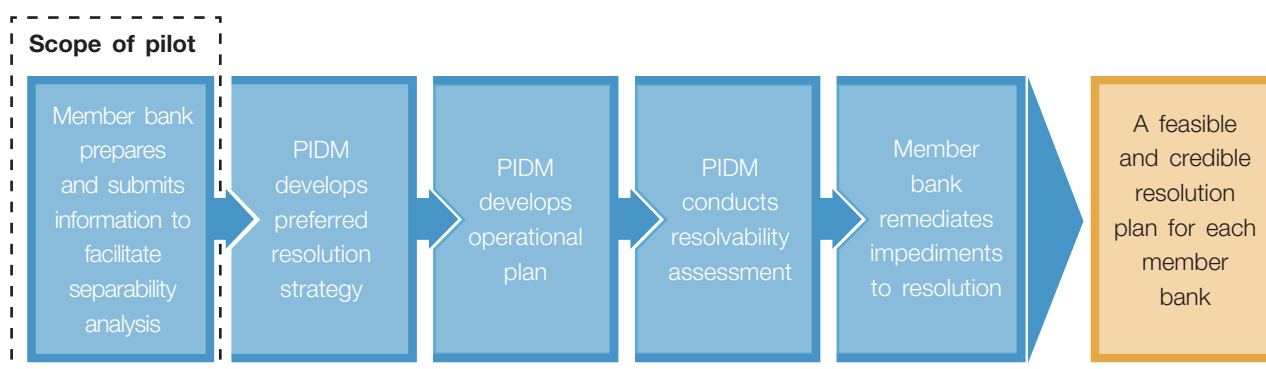 Scope of pilot
Member bank
prepares
and submits
information to
facilitate
separability
analysis
PIDM
develops
preferred
resolution
strategy
PIDM
develops
operational
plan
PIDM
conducts
resolvability
assessment
Member
bank
remediates
impediments
to resolution
A feasible
and credible
resolution
plan for each
member
bank